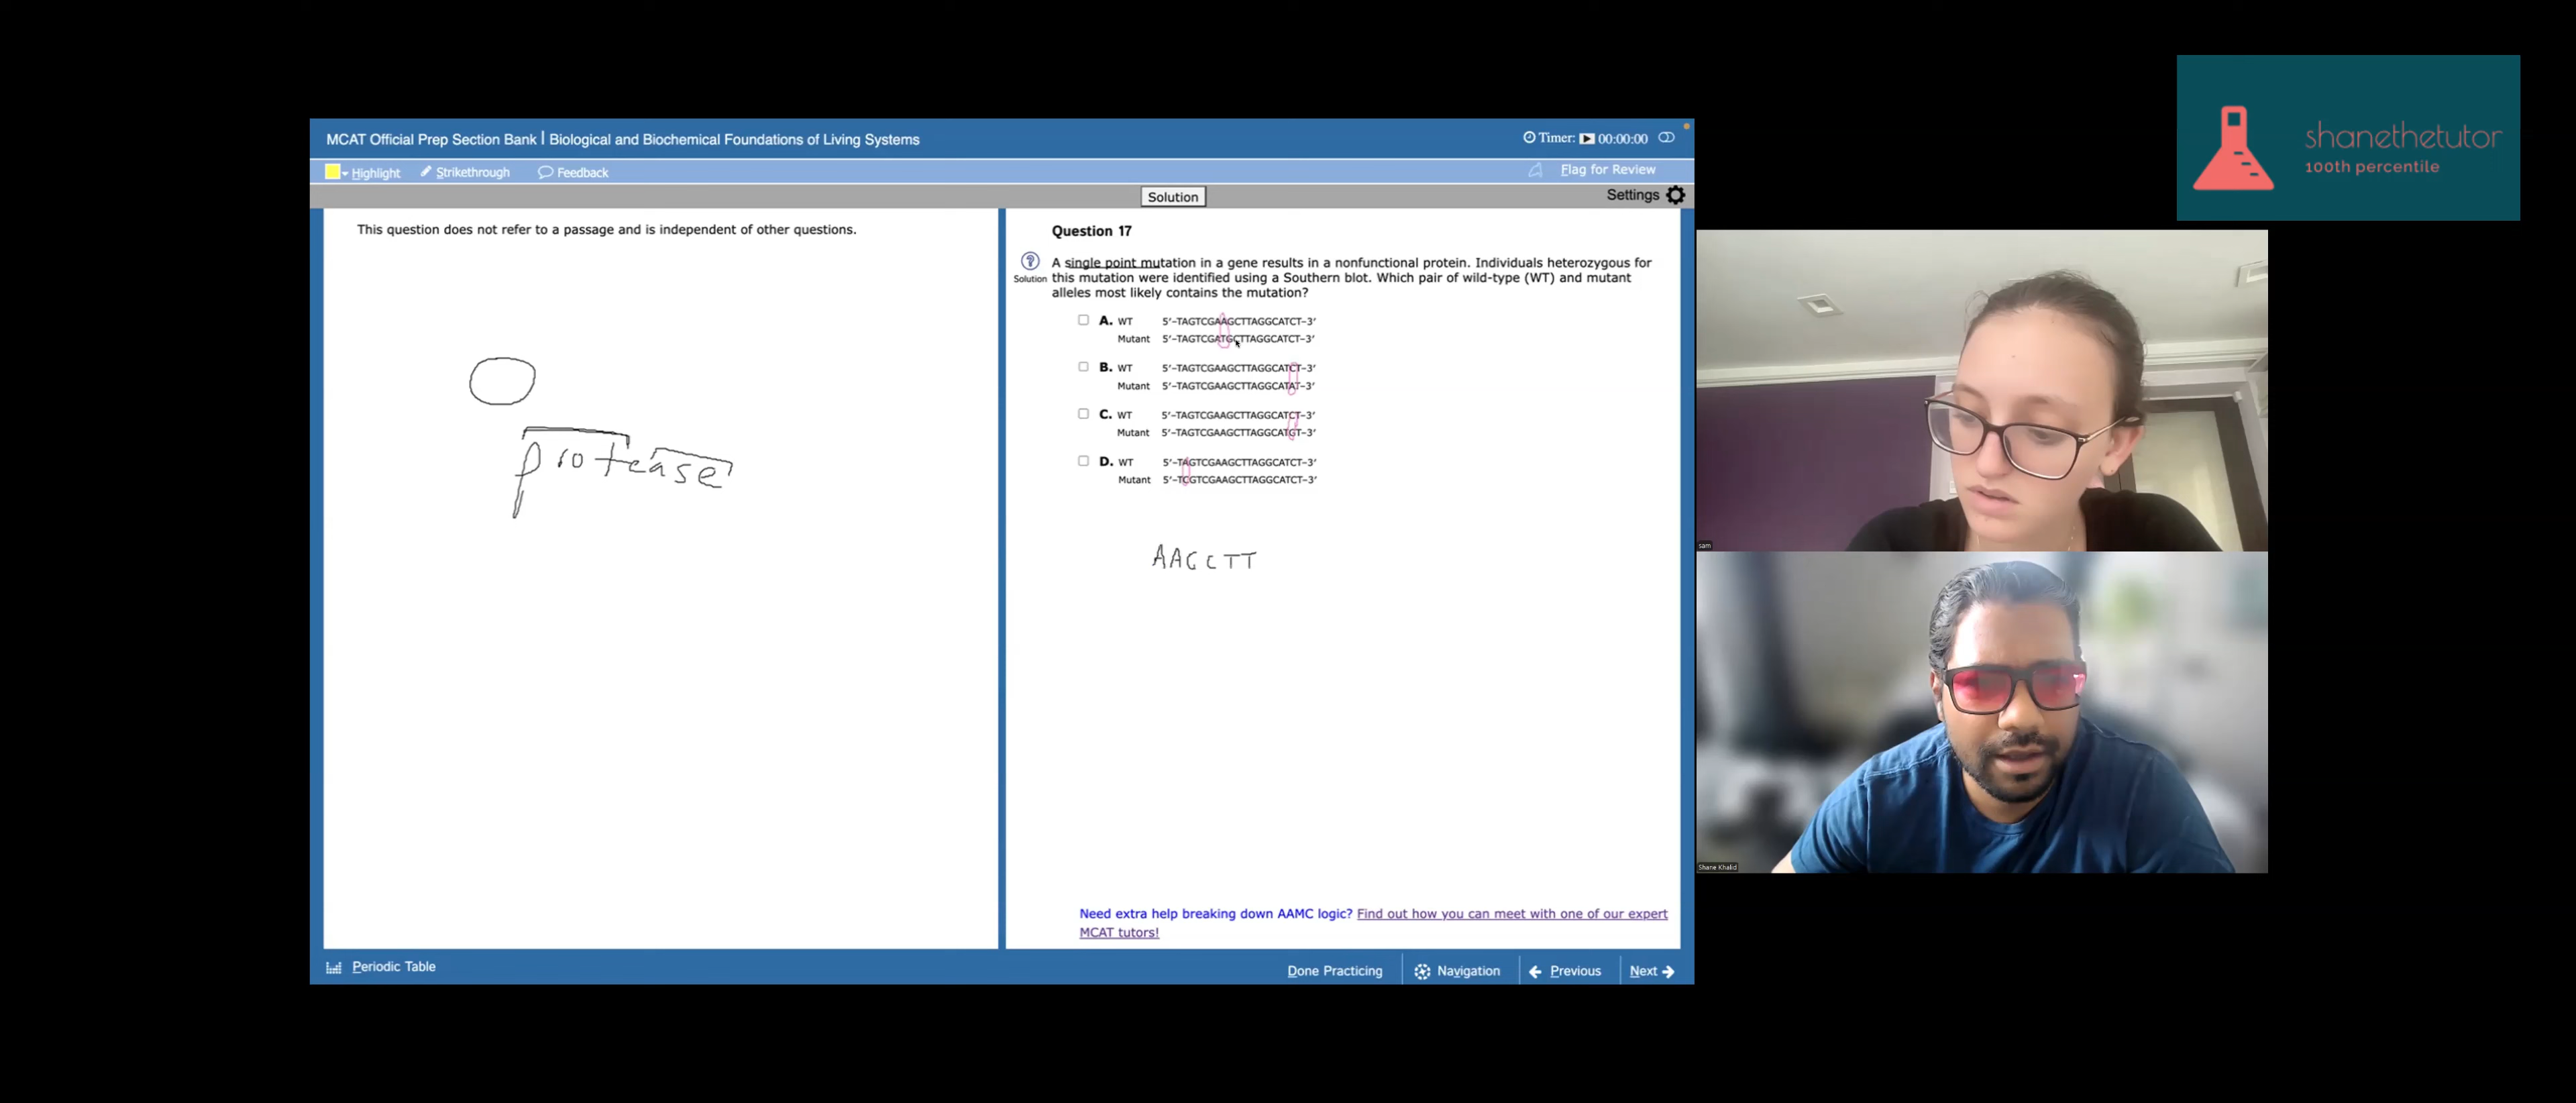 shanethetutor
100th percentile
MCAT Official Prep Section Bank | Biological and Biochemical Foundations of Living Systems
Timer: 00:00:00
Highlight
Strikethrough
Feedback
Flag for Review
Solution
Settings
This question does not refer to a passage and is independent of other questions.
protease
Question 17
Solution
A single point mutation in a gene results in a nonfunctional protein. Individuals heterozygous for
this mutation were identified using a Southern blot. Which pair of wild-type (WT) and mutant
alleles most likely contains the mutation?
A. WT 5'-TAGTCGAAGCTTAGGCATCT-3'
Mutant 5'-TAGTCGATGCTTAGGCATCT-3'
B. WT 5'-TAGTCGAAGCTTAGGCATCT-3'
Mutant 5'-TAGTCGAAGCTTAGGCATAT-3'
C. WT 5'-TAGTCGAAGCTTAGGCATCT-3'
Mutant 5'-TAGTCGAAGCTTAGGCATGT-3'
D. WT 5'-TAGTCGAAGCTTAGGCATCT-3'
Mutant 5'-TCGTCGAAGCTTAGGCATCT-3'
AAGCTT
Need extra help breaking down AAMC logic? Find out how you can meet with one of our expert
MCAT tutors!
Periodic Table
Done Practicing
Navigation
Previous
Next
sam
Shane Khalid